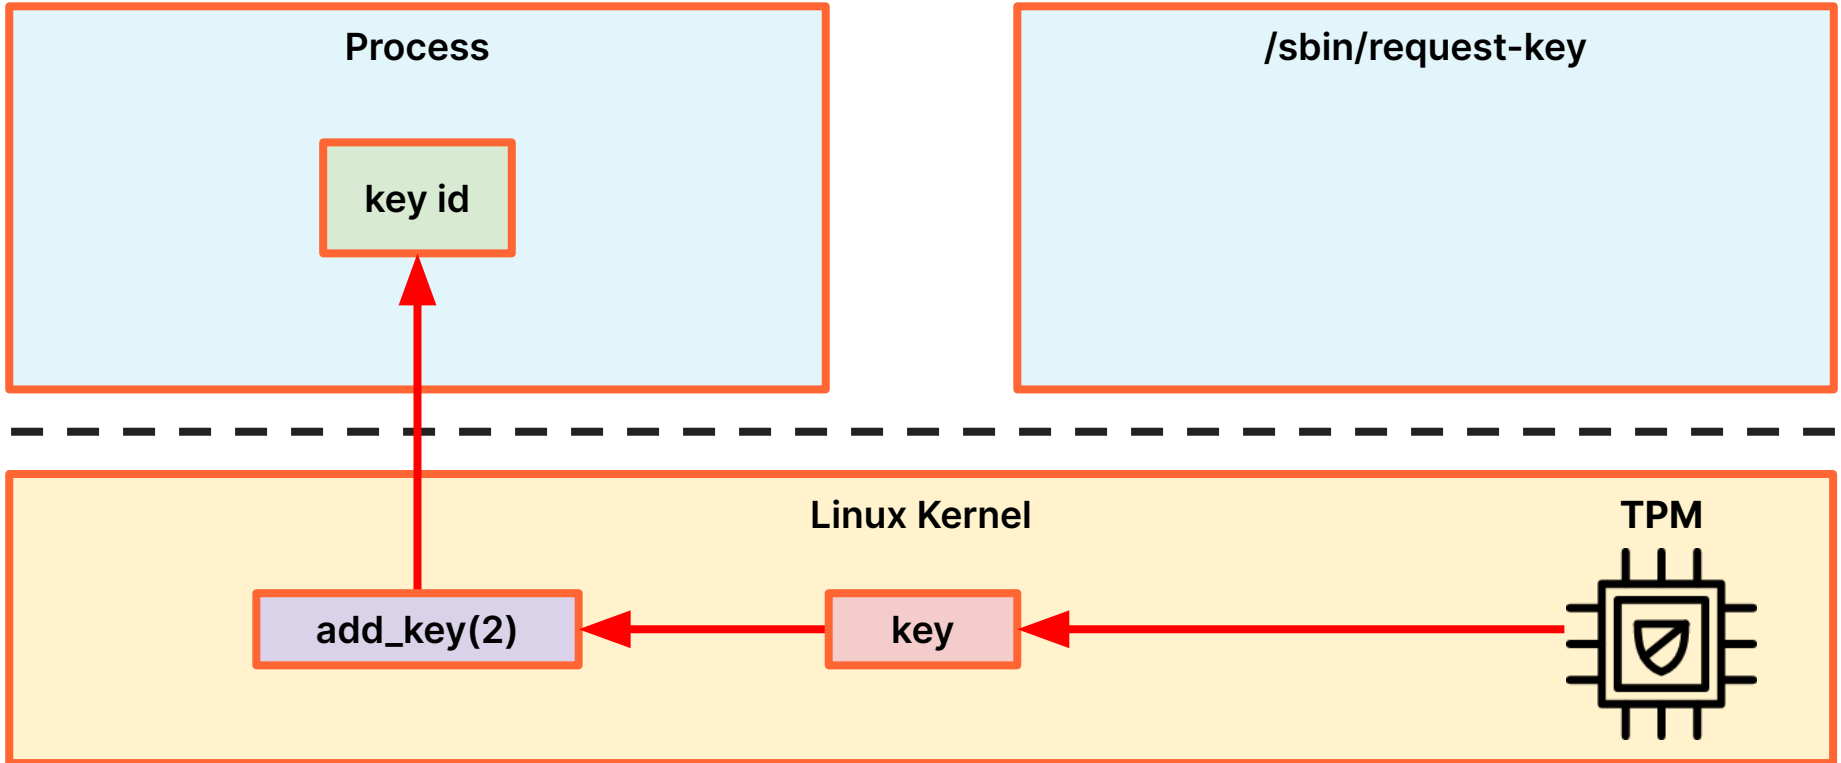 Process
/sbin/request-key
key id
Linux Kernel
TPM
add_key(2)
key